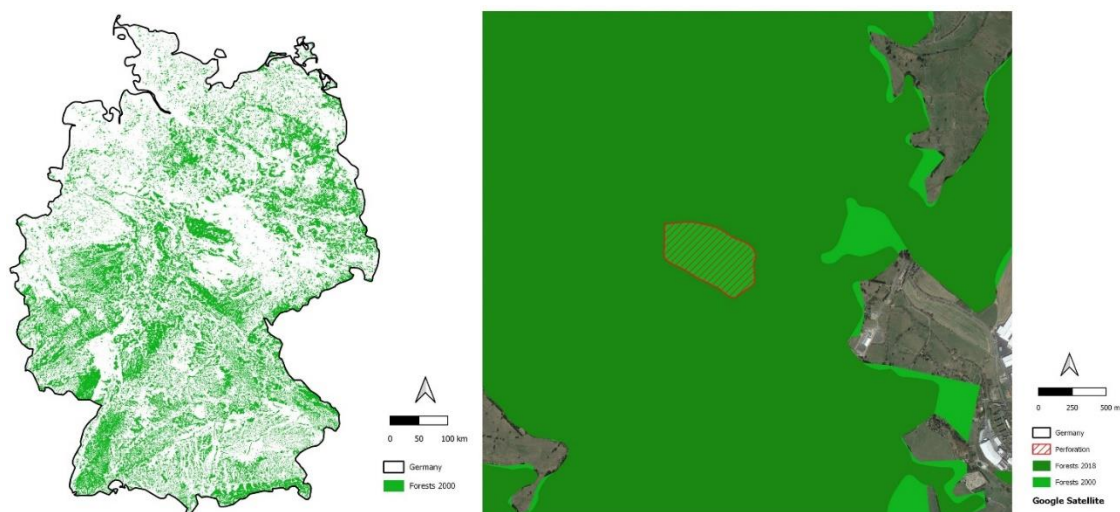 0 50 100 km
Germany
Forests 2000
0 250 500 m
Germany
Perforation
Forests 2018
Forests 2000
Google Satellite